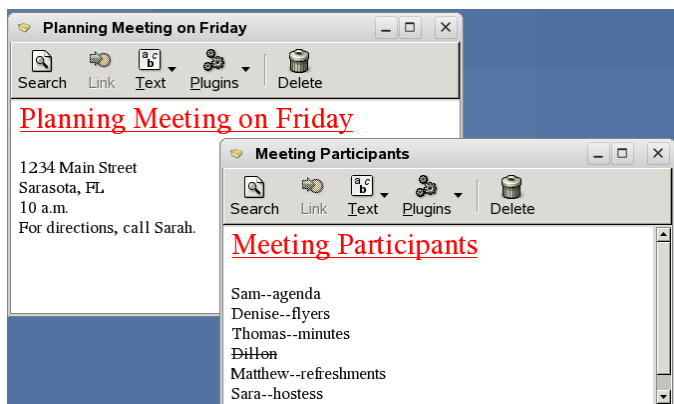 Planning Meeting on Friday
Search Link Text Plugins Delete
Planning Meeting on Friday
1234 Main Street
Sarasota, FL
10 a.m.
For directions, call Sarah.
Meeting Participants
Search Link Text Plugins Delete
Meeting Participants
Sam--agenda
Denise--flyers
Thomas--minutes
Dillon
Matthew--refreshments
Sara--hostess